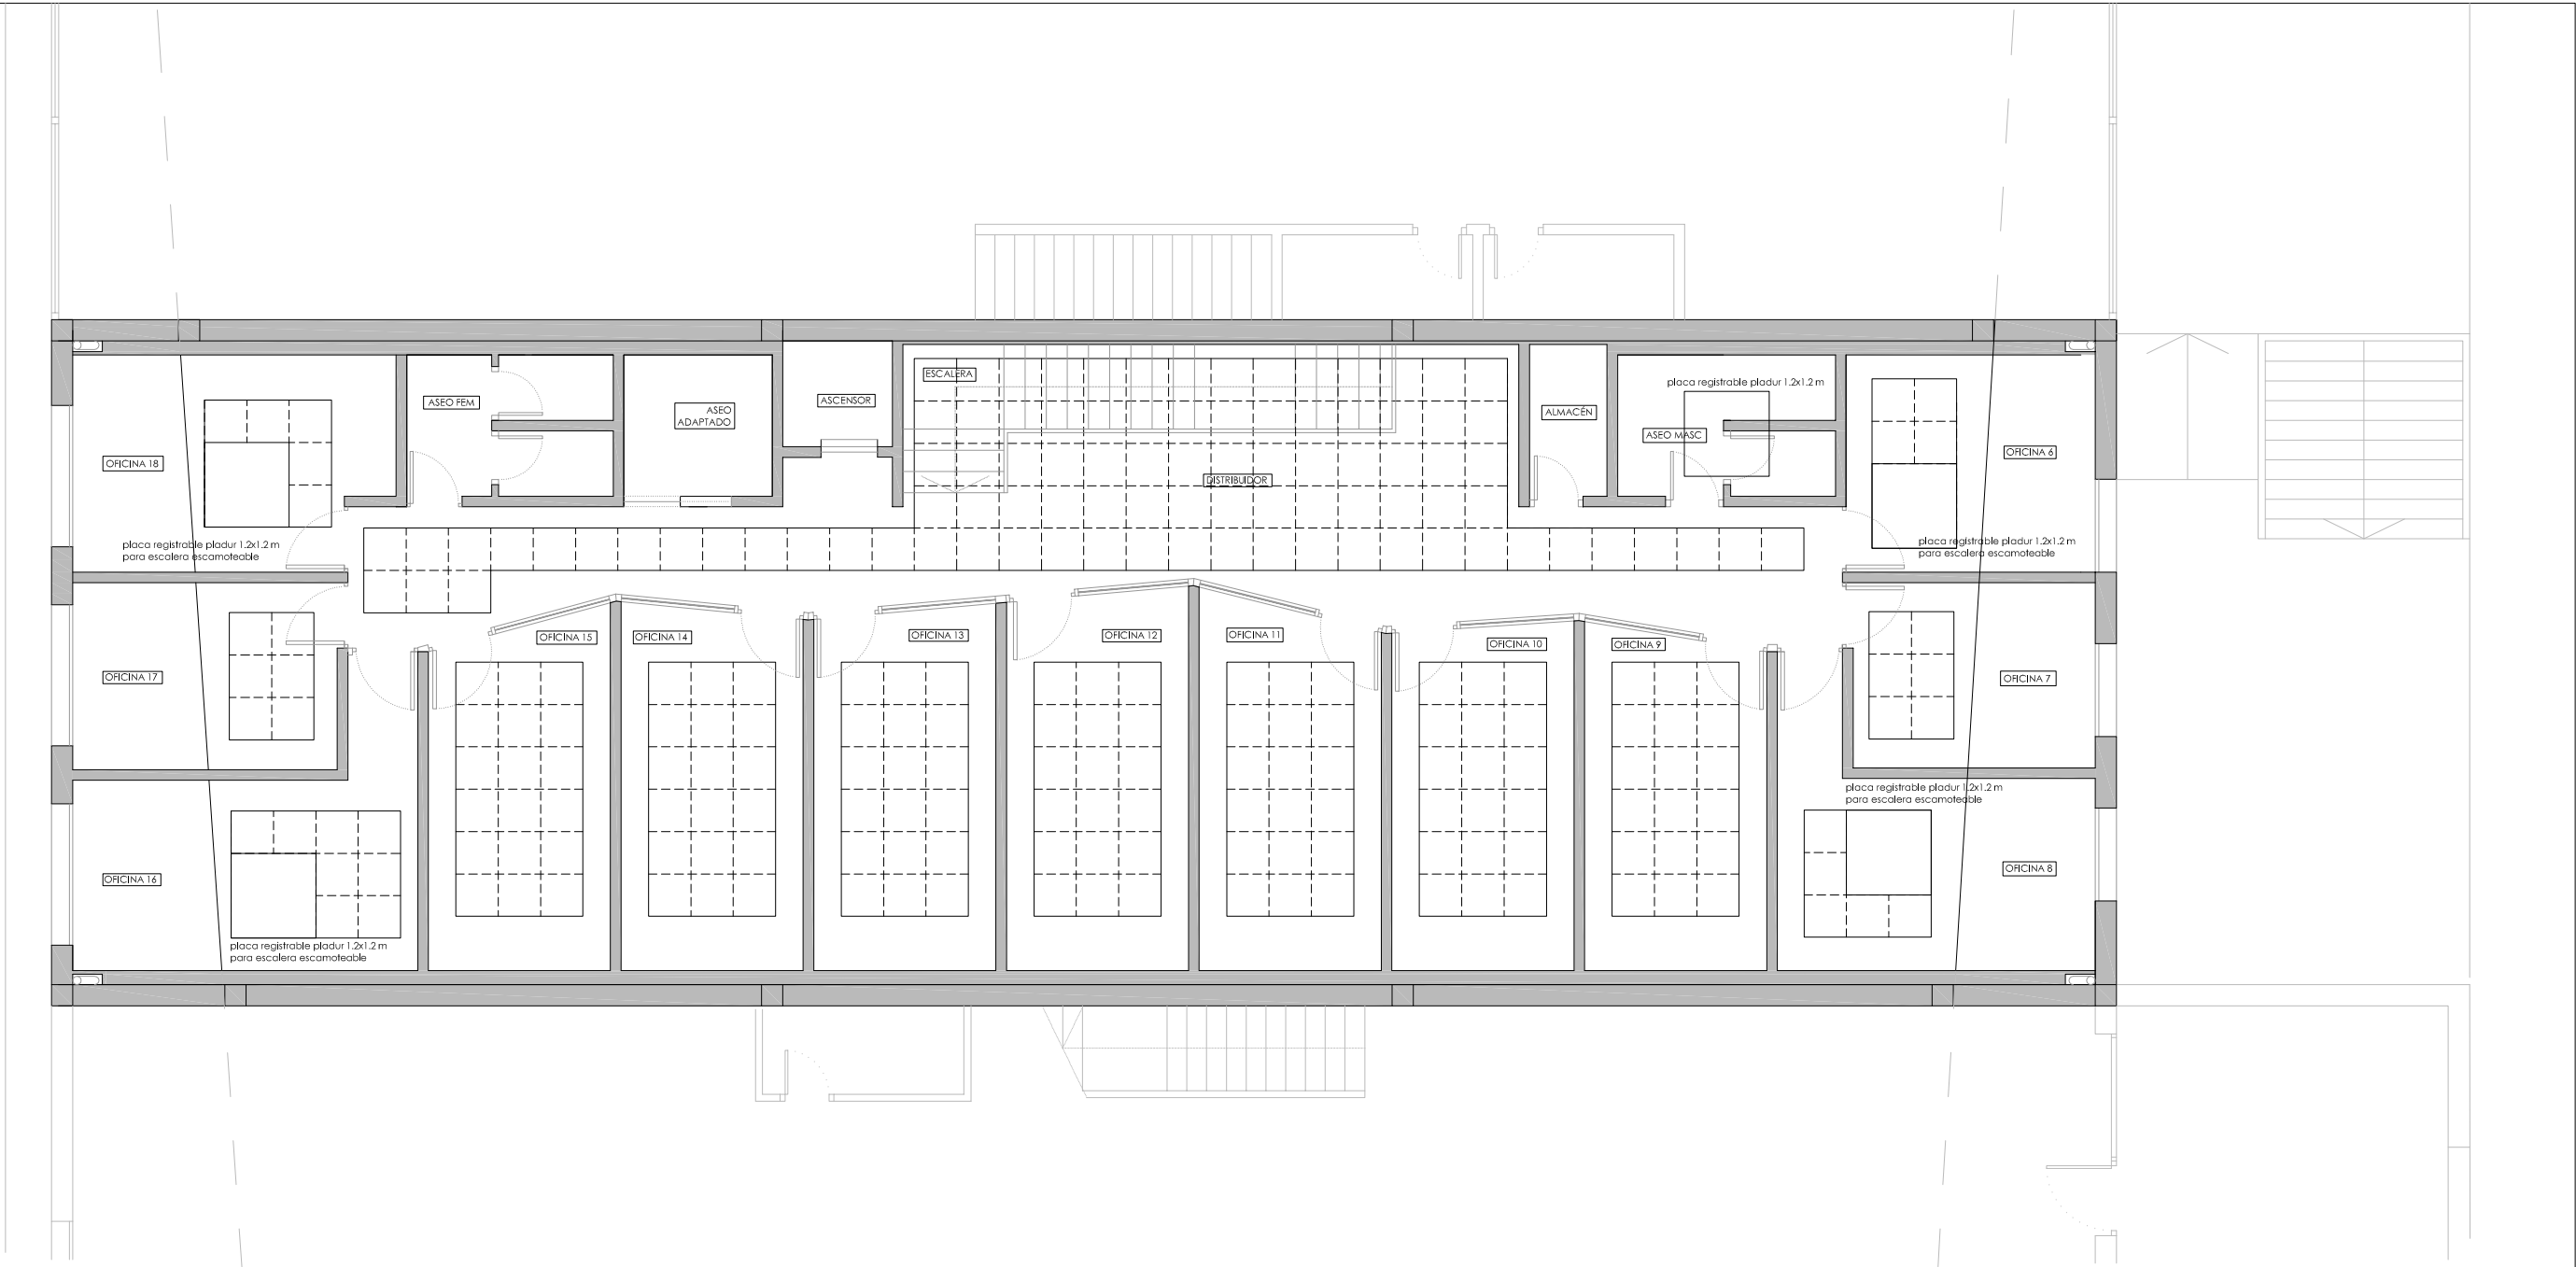 ESCALERA
placa registrable pladur 1.2x1.2 m
ASEO FEM
ASEO
ADAPTADO
ASCENSOR
ALMACÉN
ASEO MASC
OFICINA 18
DISTRIBUIDOR
OFICINA 6
placa registrable pladur 1.2x1.2 m
para escalera escamoteable
placa registrable pladur 1.2x1.2 m
para escalera escamoteable
OFICINA 15
OFICINA 14
OFICINA 13
OFICINA 12
OFICINA 11
OFICINA 10
OFICINA 9
OFICINA 17
OFICINA 7
placa registrable pladur 1.2x1.2 m
para escalera escamoteable
OFICINA 16
OFICINA 8
placa registrable pladur 1.2x1.2 m
para escalera escamoteable